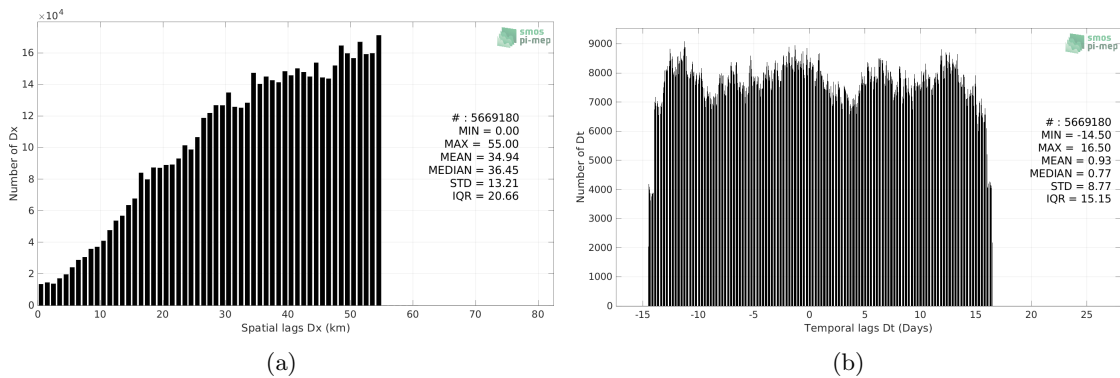 ×10⁴
16
14
12
10
8
6
4
2
0
Number of Dx
0 10 20 30 40 50 60 70 80
Spatial lags Dx (km)
smos
pi-mep
# : 5669180
MIN = 0.00
MAX = 55.00
MEAN = 34.94
MEDIAN = 36.45
STD = 13.21
IQR = 20.66
(a)
9000
8000
7000
6000
5000
4000
3000
2000
1000
0
Number of Dt
-15 -10 -5 0 5 10 15 20 25
Temporal lags Dt (Days)
smos
pi-mep
# : 5669180
MIN = -14.50
MAX = 16.50
MEAN = 0.93
MEDIAN = 0.77
STD = 8.77
IQR = 15.15
(b)